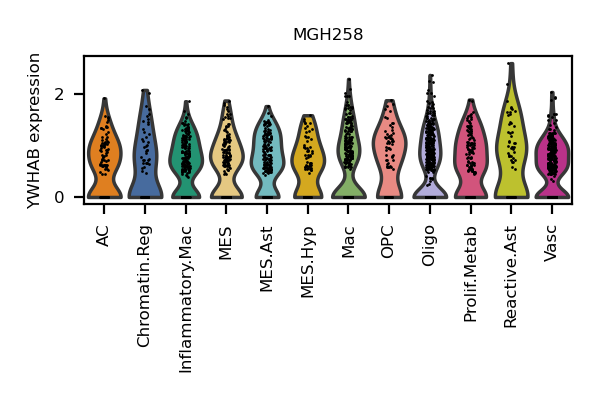 MGH258
YWHAB expression
2
0
AC
Chromatin.Reg
Inflammatory.Mac
MES
MES.Ast
MES.Hyp
Mac
OPC
Oligo
Prolif.Metab
Reactive.Ast
Vasc